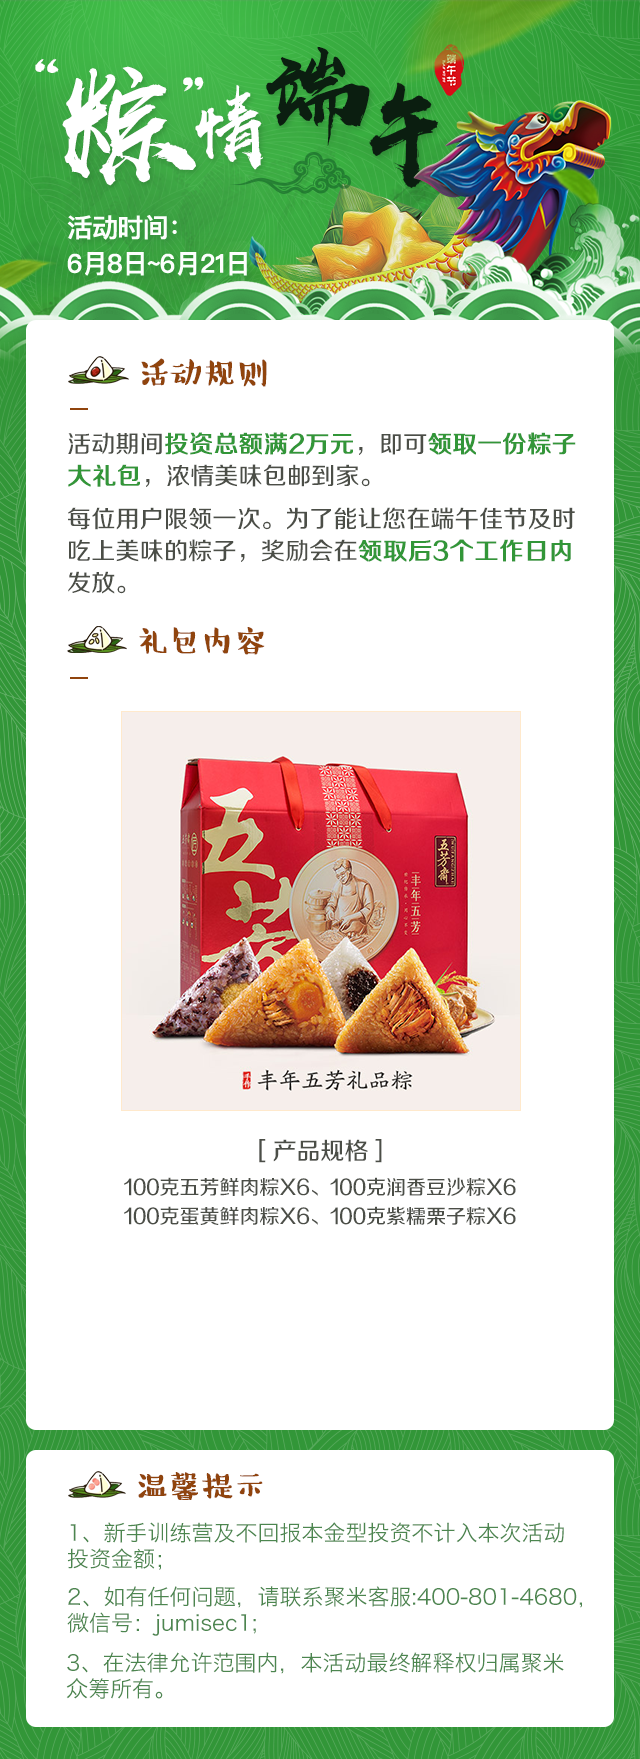 “粽”情端午
端午节
活动时间：
6月8日~6月21日
活动规则
活动期间投资总额满2万元，即可领取一份粽子
大礼包，浓情美味包邮到家。
每位用户限领一次。为了能让您在端午佳节及时
吃上美味的粽子，奖励会在领取后3个工作日内
发放。
礼包内容
五芳
五芳斋
丰年五芳
丰年五芳礼品粽
[ 产品规格 ]
100克五芳鲜肉粽X6、100克润香豆沙粽X6
100克蛋黄鲜肉粽X6、100克紫糯栗子粽X6
温馨提示
1、新手训练营及不回报本金型投资不计入本次活动
投资金额；
2、如有任何问题，请联系聚米客服:400-801-4680，
微信号：jumisec1;
3、在法律允许范围内，本活动最终解释权归属聚米
众筹所有。